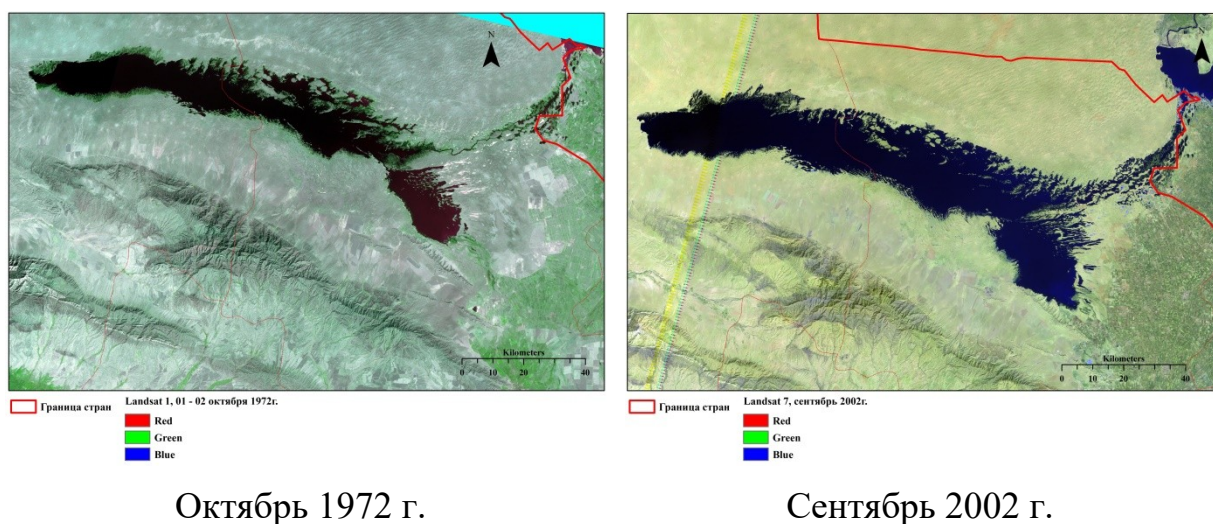 N
Kilometers
0 10 20 40
Граница стран
Landsat 1, 01 - 02 октября 1972г.
Red
Green
Blue
Октябрь 1972 г.
Kilometers
0 10 20 40
Граница стран
Landsat 7, сентябрь 2002г.
Red
Green
Blue
Сентябрь 2002 г.